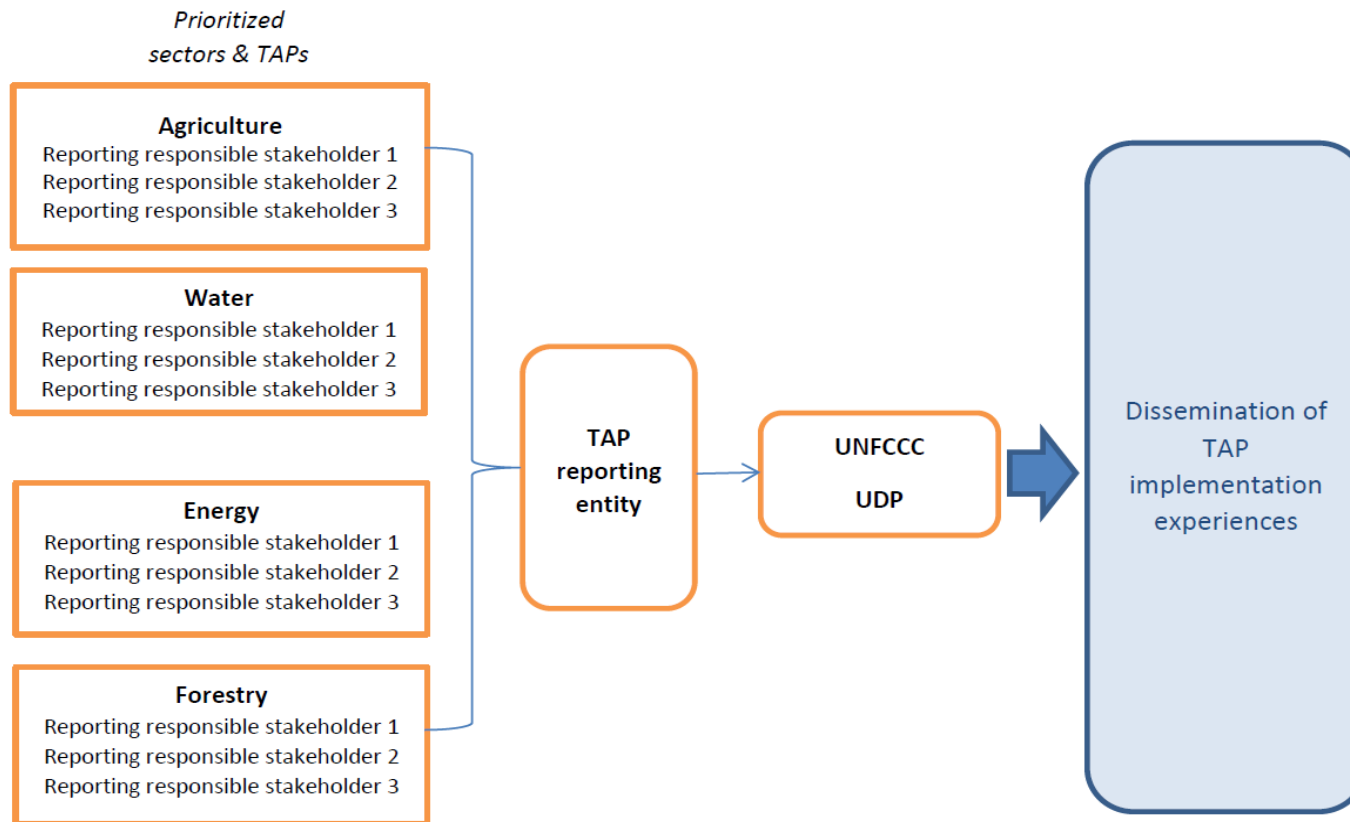 Prioritized
sectors & TAPs
Agriculture
Reporting responsible stakeholder 1
Reporting responsible stakeholder 2
Reporting responsible stakeholder 3
Water
Reporting responsible stakeholder 1
Reporting responsible stakeholder 2
Reporting responsible stakeholder 3
Energy
Reporting responsible stakeholder 1
Reporting responsible stakeholder 2
Reporting responsible stakeholder 3
Forestry
Reporting responsible stakeholder 1
Reporting responsible stakeholder 2
Reporting responsible stakeholder 3
TAP
reporting
entity
UNFCCC
UDP
Dissemination of
TAP
implementation
experiences